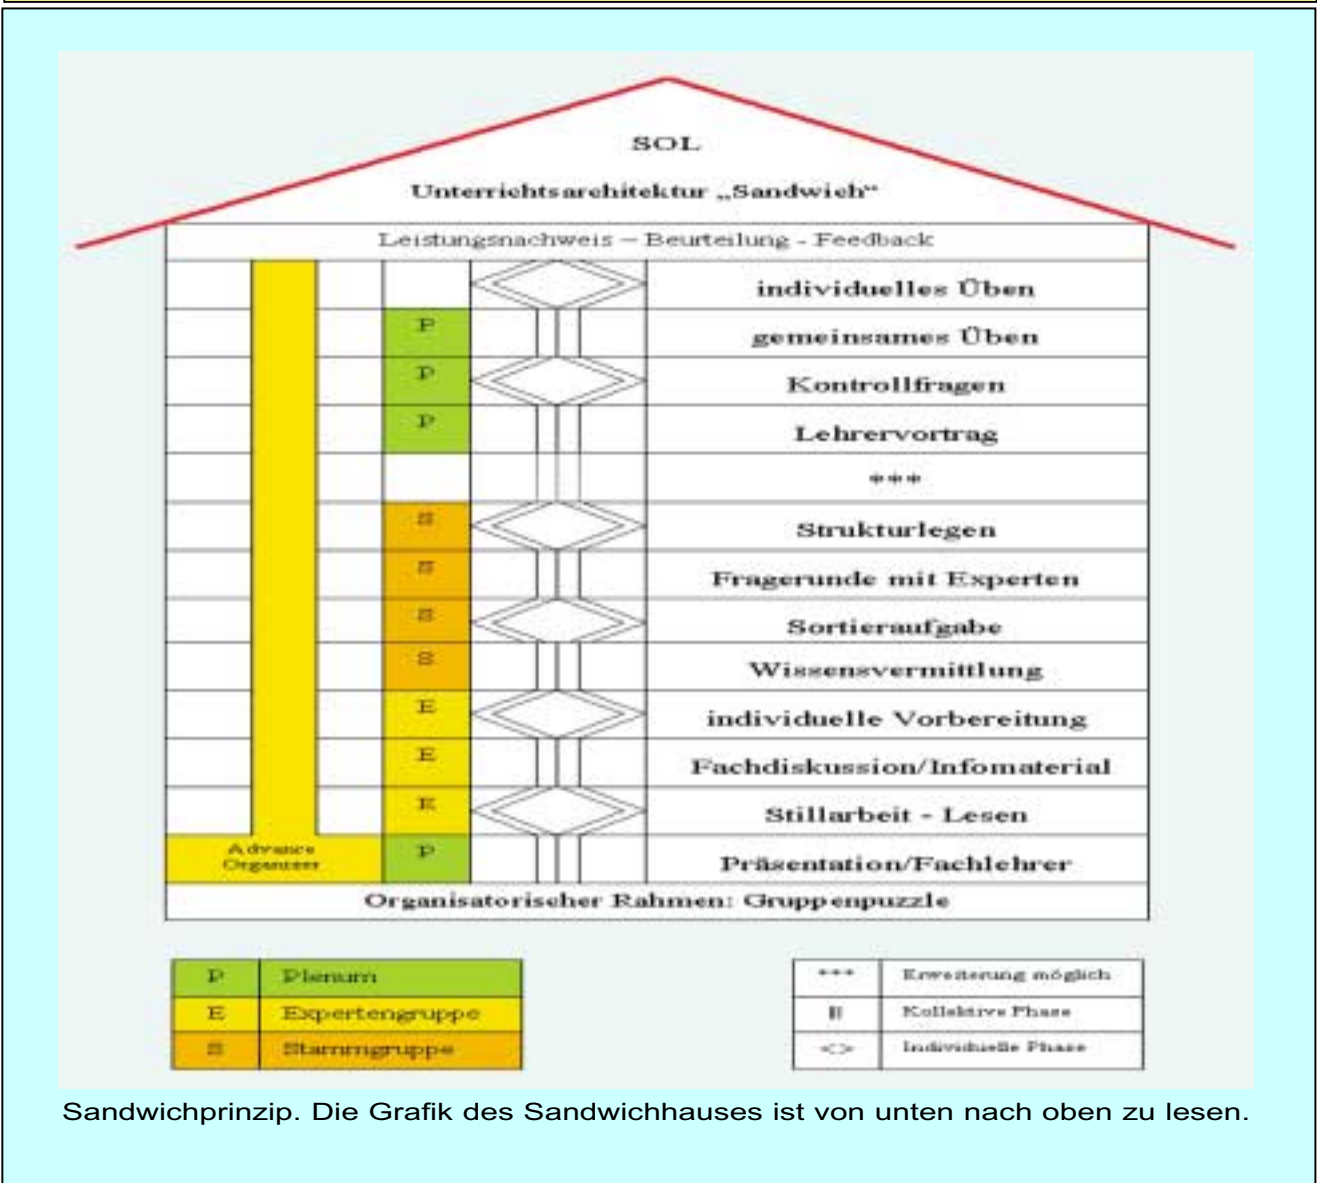 SOL
Unterrichtsarchitektur „Sandwich“
Leistungsnachweis – Beurteilung - Feedback
individuelles Üben
P gemeinsames Üben
P Kontrollfragen
P Lehrervortrag
***
S Strukturlegen
S Fragerunde mit Experten
S Sortieraufgabe
S Wissensvermittlung
E individuelle Vorbereitung
E Fachdiskussion/Infomaterial
E Stillarbeit - Lesen
Advance
Organizer
P Präsentation/Fachlehrer
Organisatorischer Rahmen: Gruppenpuzzle
P Plenum
E Expertengruppe
S Stammgruppe
*** Erweiterung möglich
|| Kollektive Phase
<> Individuelle Phase
Sandwichprinzip. Die Grafik des Sandwichhauses ist von unten nach oben zu lesen.